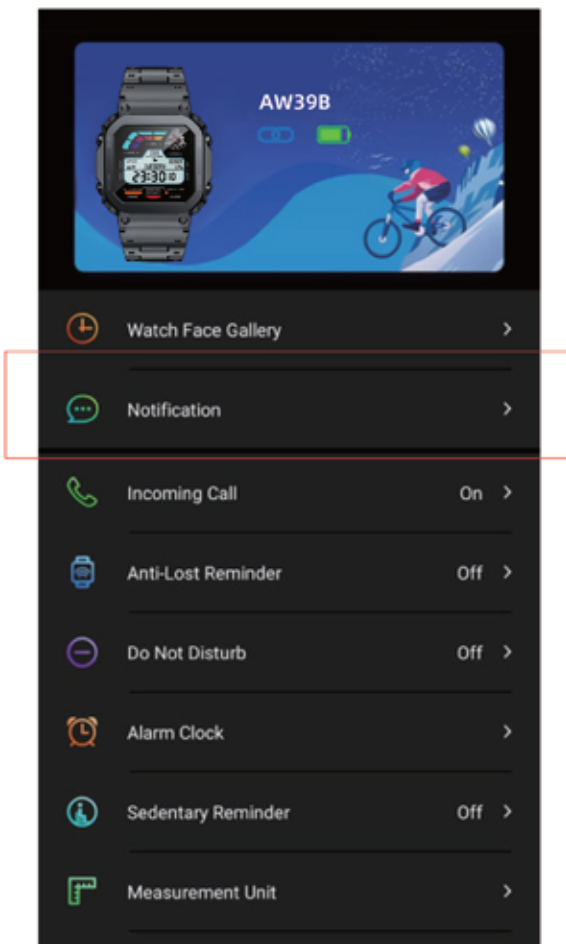 AW39B
23:30
Watch Face Gallery
Notification
Incoming Call On
Anti-Lost Reminder Off
Do Not Disturb Off
Alarm Clock
Sedentary Reminder Off
Measurement Unit